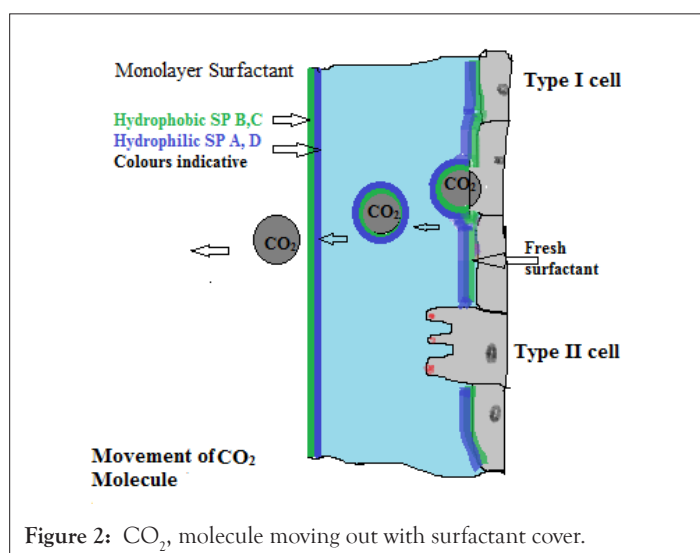 Monolayer Surfactant
Hydrophobic SP B,C
Hydrophilic SP A, D
Colours indicative
Type I cell
CO2
CO2
CO2
Fresh
surfactant
Type II cell
Movement of CO2
Molecule
Figure 2: CO2, molecule moving out with surfactant cover.